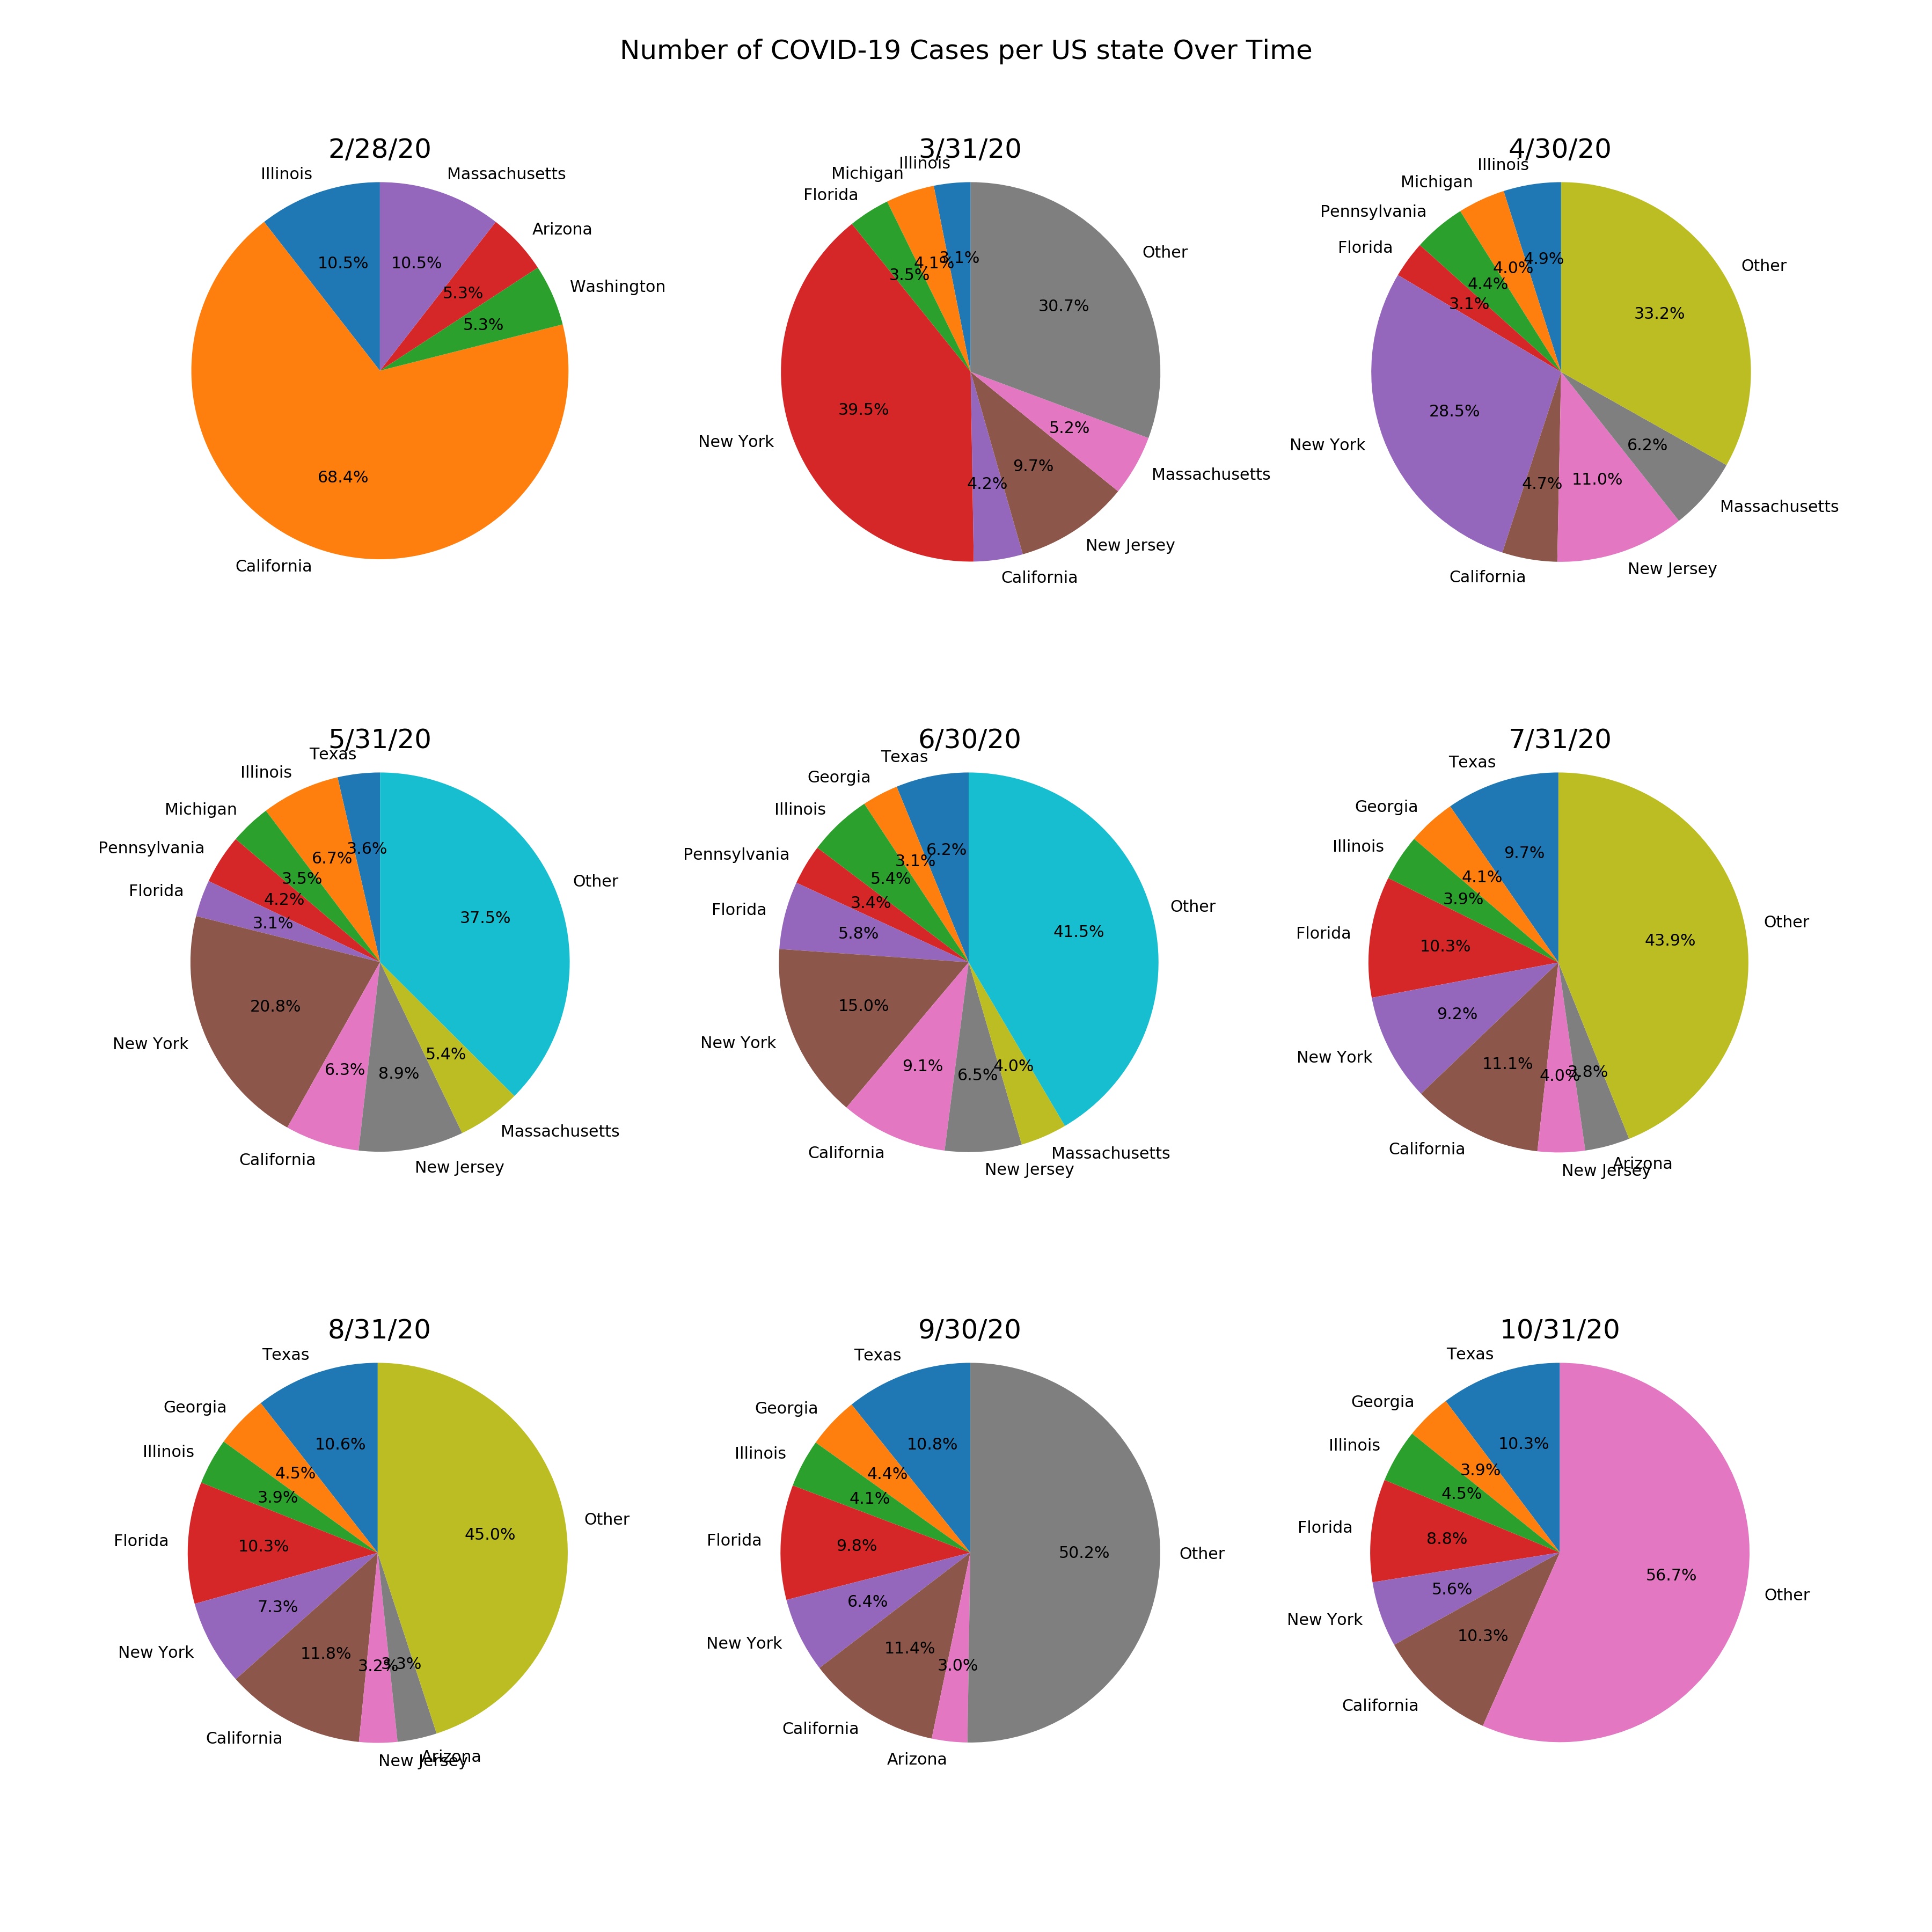 Number of COVID-19 Cases per US state Over Time
2/28/20
Illinois
Massachusetts
Arizona
Washington
California
10.5%
10.5%
5.3%
5.3%
68.4%
3/31/20
Illinois
Michigan
Florida
Other
New York
Massachusetts
New Jersey
California
3.1%
4.1%
3.5%
30.7%
39.5%
5.2%
9.7%
4.2%
4/30/20
Illinois
Michigan
Pennsylvania
Florida
Other
New York
Massachusetts
New Jersey
California
4.9%
4.0%
4.4%
3.1%
33.2%
28.5%
6.2%
11.0%
4.7%
5/31/20
Texas
Illinois
Michigan
Pennsylvania
Florida
Other
New York
Massachusetts
California
New Jersey
3.6%
6.7%
3.5%
4.2%
3.1%
37.5%
20.8%
5.4%
6.3%
8.9%
6/30/20
Texas
Georgia
Illinois
Pennsylvania
Florida
Other
New York
California
Massachusetts
New Jersey
6.2%
3.1%
5.4%
3.4%
5.8%
41.5%
15.0%
9.1%
6.5%
4.0%
7/31/20
Texas
Georgia
Illinois
Florida
Other
New York
California
New Jersey
Arizona
9.7%
4.1%
3.9%
10.3%
43.9%
9.2%
11.1%
4.0%
3.8%
8/31/20
Texas
Georgia
Illinois
Florida
Other
New York
California
New Jersey
Arizona
10.6%
4.5%
3.9%
10.3%
45.0%
7.3%
11.8%
3.2%
3.3%
9/30/20
Texas
Georgia
Illinois
Florida
Other
New York
California
Arizona
10.8%
4.4%
4.1%
9.8%
50.2%
6.4%
11.4%
3.0%
10/31/20
Texas
Georgia
Illinois
Florida
Other
New York
California
10.3%
3.9%
4.5%
8.8%
56.7%
5.6%
10.3%